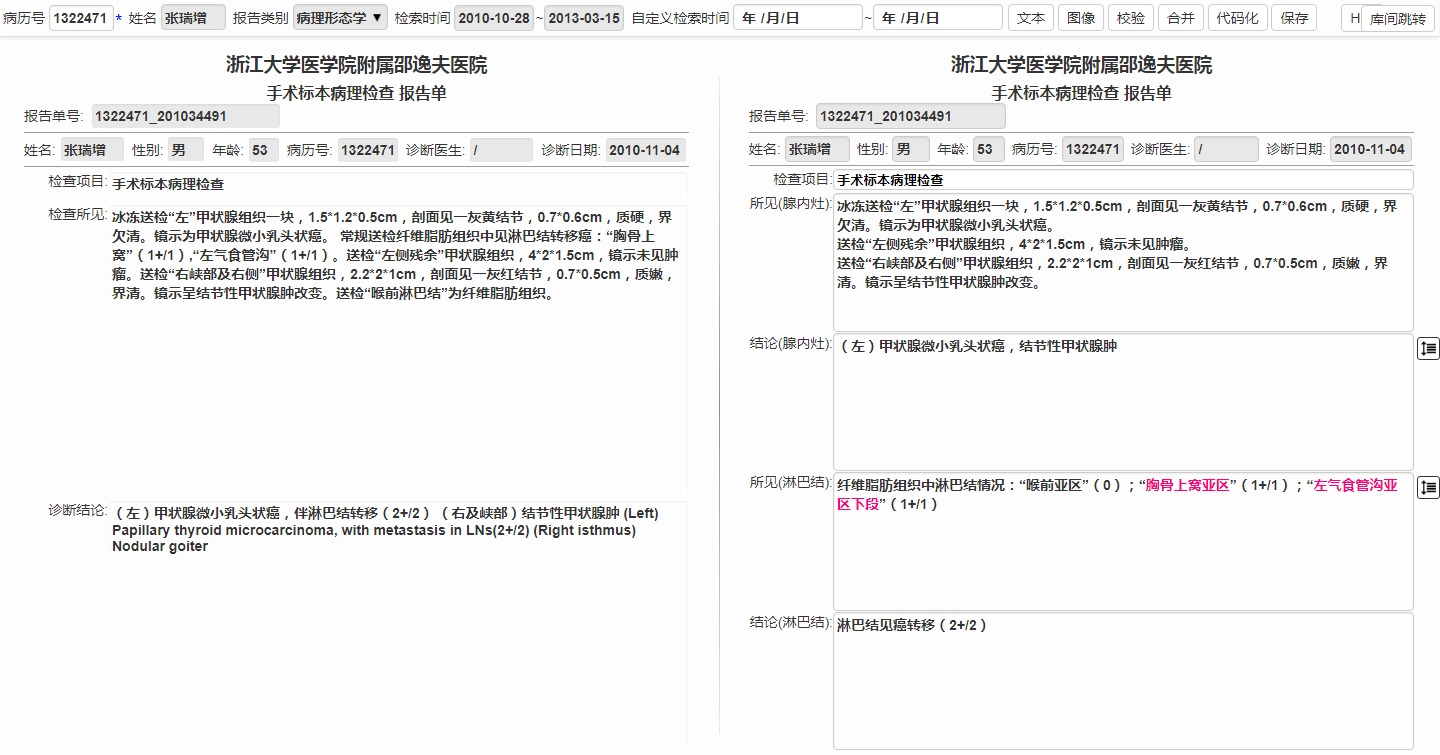 病历号 1322471 * 姓名 张瑞增 报告类别 病理形态学 ▼ 检索时间 2010-10-28 ~ 2013-03-15 自定义检索时间 年 /月/日 ~ 年 /月/日 文本 图像 校验 合并 代码化 保存 H 库间跳转
浙江大学医学院附属邵逸夫医院
手术标本病理检查 报告单
报告单号: 1322471_201034491
姓名: 张瑞增 性别: 男 年龄: 53 病历号: 1322471 诊断医生: / 诊断日期: 2010-11-04
检查项目: 手术标本病理检查
检查所见: 冰冻送检“左”甲状腺组织一块，1.5*1.2*0.5cm，剖面见一灰黄结节，0.7*0.6cm，质硬，界
欠清。镜示为甲状腺微小乳头状癌。 常规送检纤维脂肪组织中见淋巴结转移癌：“胸骨上
窝”（1+/1）,“左气食管沟”（1+/1）。送检“左侧残余”甲状腺组织，4*2*1.5cm，镜示未见肿
瘤。送检“右峡部及右侧”甲状腺组织，2.2*2*1cm，剖面见一灰红结节，0.7*0.5cm，质嫩，
界清。镜示呈结节性甲状腺肿改变。送检“喉前淋巴结”为纤维脂肪组织。
诊断结论: （左）甲状腺微小乳头状癌，伴淋巴结转移（2+/2）（右及峡部）结节性甲状腺肿 (Left)
Papillary thyroid microcarcinoma, with metastasis in LNs(2+/2) (Right isthmus)
Nodular goiter
浙江大学医学院附属邵逸夫医院
手术标本病理检查 报告单
报告单号: 1322471_201034491
姓名: 张瑞增 性别: 男 年龄: 53 病历号: 1322471 诊断医生: / 诊断日期: 2010-11-04
检查项目: 手术标本病理检查
所见(腺内灶): 冰冻送检“左”甲状腺组织一块，1.5*1.2*0.5cm，剖面见一灰黄结节，0.7*0.6cm，质硬，界
欠清。镜示为甲状腺微小乳头状癌。
送检“左侧残余”甲状腺组织，4*2*1.5cm，镜示未见肿瘤。
送检“右峡部及右侧”甲状腺组织，2.2*2*1cm，剖面见一灰红结节，0.7*0.5cm，质嫩，界
清。镜示呈结节性甲状腺肿改变。
结论(腺内灶): （左）甲状腺微小乳头状癌，结节性甲状腺肿
所见(淋巴结): 纤维脂肪组织中淋巴结情况：“喉前亚区”（0）；“胸骨上窝亚区”（1+/1）；“左气食管沟亚
区下段”（1+/1）
结论(淋巴结): 淋巴结见癌转移（2+/2）